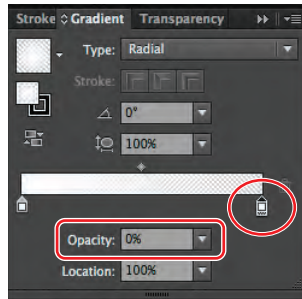 Stroke Gradient Transparency
Type: Radial
Stroke:
0°
100%
Opacity: 0%
Location: 100%